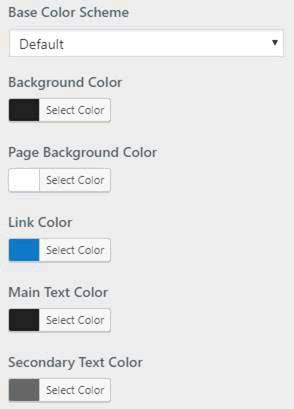 Base Color Scheme
Default
Background Color
Select Color
Page Background Color
Select Color
Link Color
Select Color
Main Text Color
Select Color
Secondary Text Color
Select Color